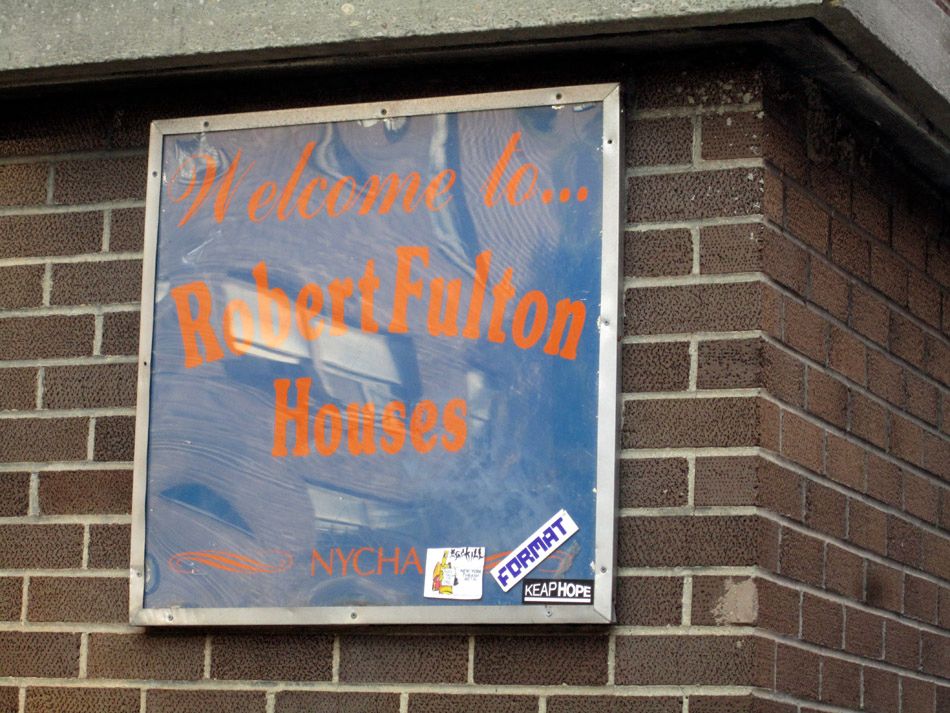 Welcome to...
Robert Fulton
Houses
NYCHA
FORMAT
KEAPHOPE